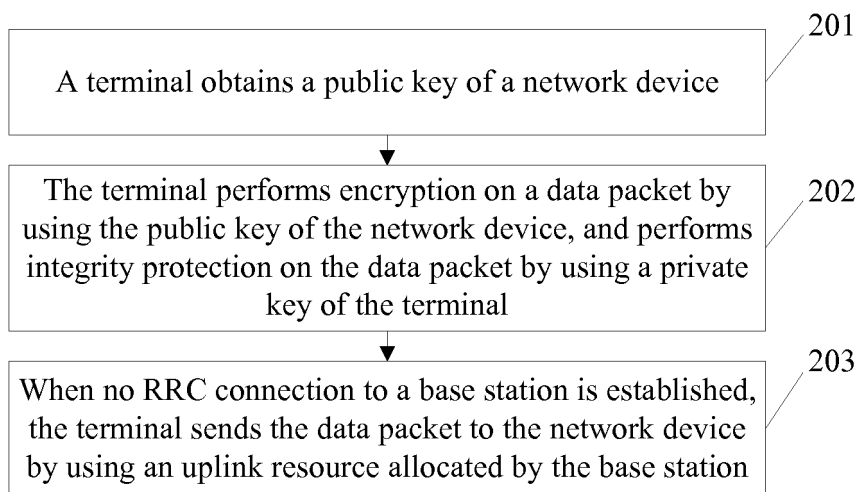 201
A terminal obtains a public key of a network device
202
The terminal performs encryption on a data packet by
using the public key of the network device, and performs
integrity protection on the data packet by using a private
key of the terminal
203
When no RRC connection to a base station is established,
the terminal sends the data packet to the network device
by using an uplink resource allocated by the base station